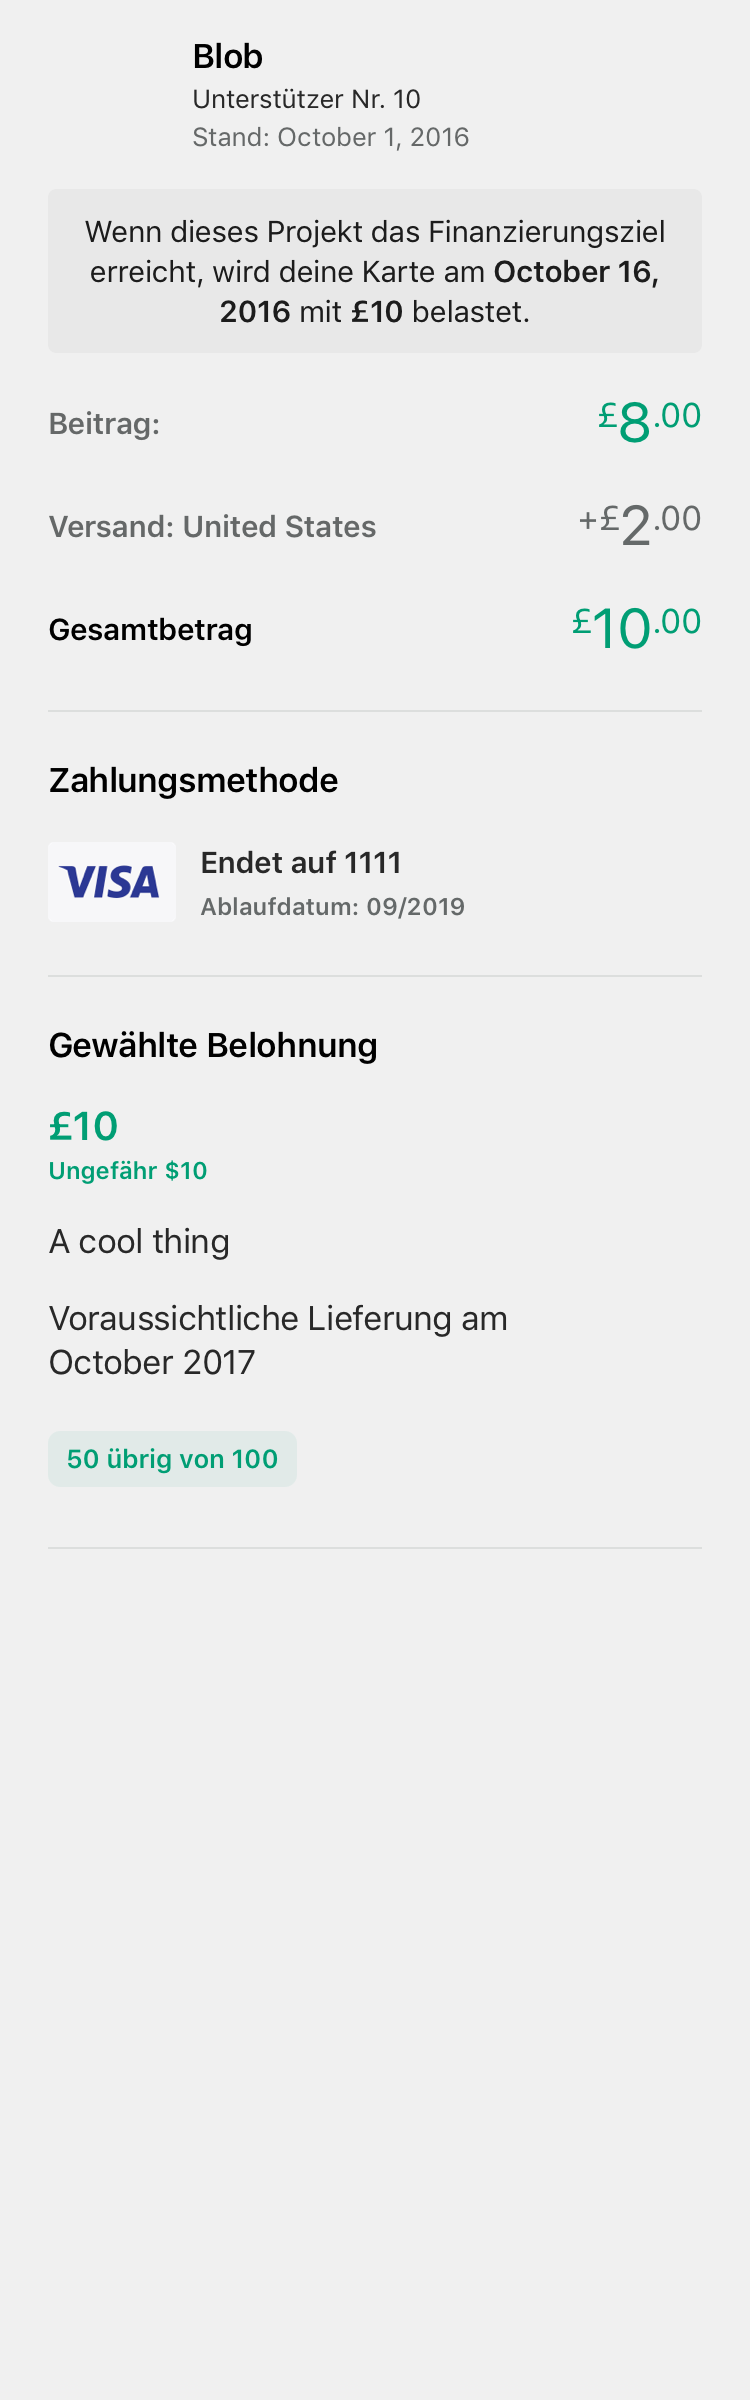 Blob
Unterstützer Nr. 10
Stand: October 1, 2016
Wenn dieses Projekt das Finanzierungsziel
erreicht, wird deine Karte am October 16,
2016 mit £10 belastet.
Beitrag: £8.00
Versand: United States +£2.00
Gesamtbetrag £10.00
Zahlungsmethode
VISA
Endet auf 1111
Ablaufdatum: 09/2019
Gewählte Belohnung
£10
Ungefähr $10
A cool thing
Voraussichtliche Lieferung am
October 2017
50 übrig von 100